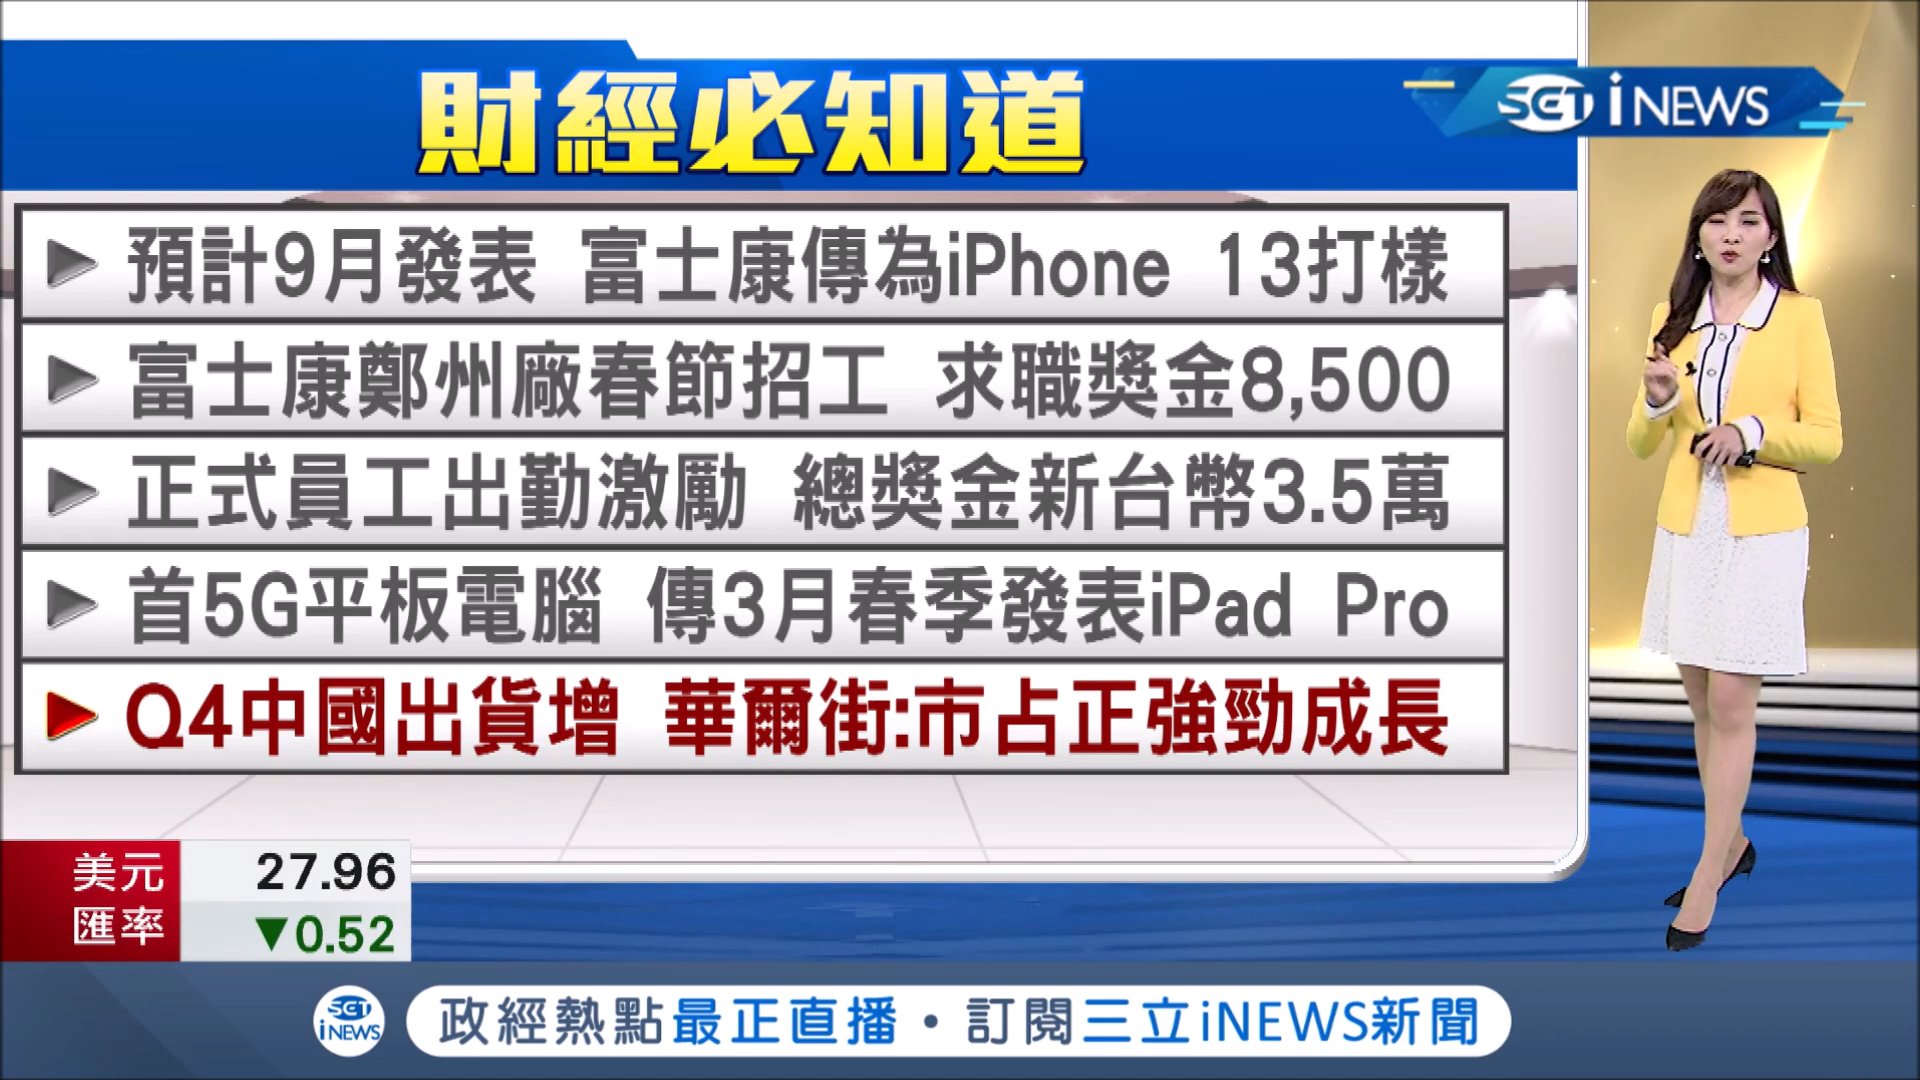 財經必知道
SET iNEWS
預計9月發表 富士康傳為iPhone 13打樣
富士康鄭州廠春節招工 求職獎金8,500
正式員工出勤激勵 總獎金新台幣3.5萬
首5G平板電腦 傳3月春季發表iPad Pro
Q4中國出貨增 華爾街:市占正強勁成長
美元 27.96
匯率 ▼0.52
SET iNEWS
政經熱點最正直播・訂閱三立iNEWS新聞